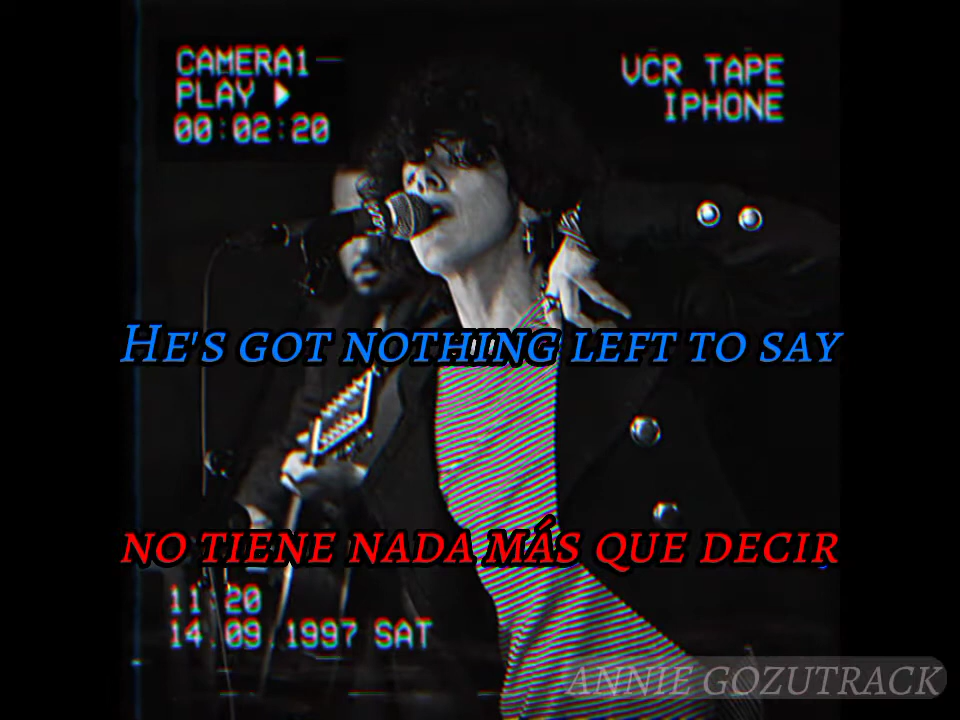 CAMERA1
PLAY
00:02:20
VCR TAPE
IPHONE
HE'S GOT NOTHING LEFT TO SAY
NO TIENE NADA MÁS QUE DECIR
11:20
14.09.1997 SAT
ANNIE GOZUTRACK